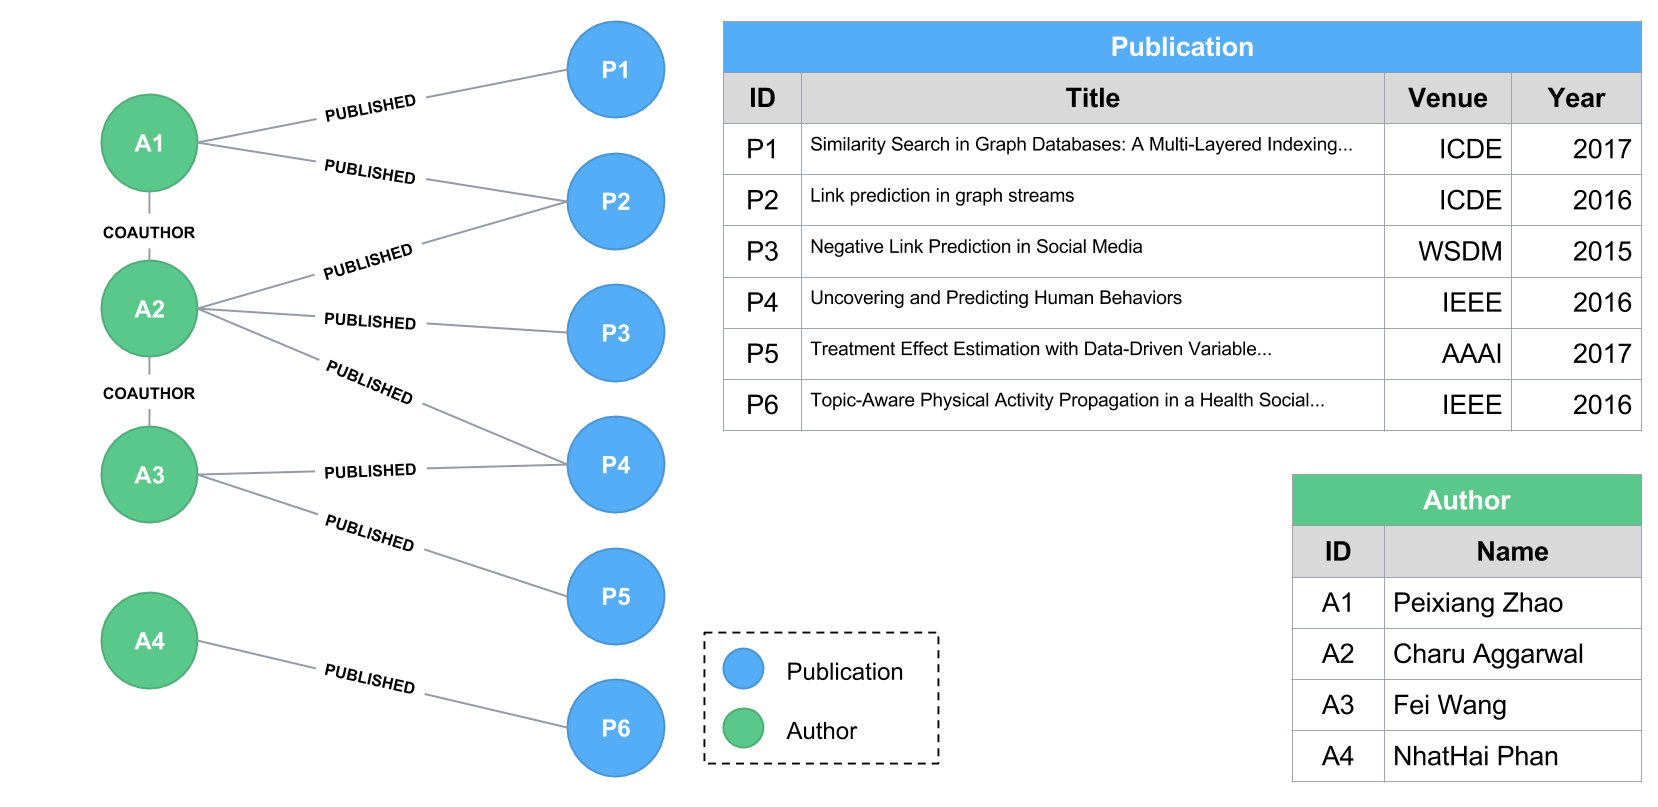 P1
PUBLISHED
A1
PUBLISHED
P2
COAUTHOR
PUBLISHED
A2
PUBLISHED
P3
PUBLISHED
COAUTHOR
A3
PUBLISHED
P4
PUBLISHED
P5
A4
PUBLISHED
P6
Publication
ID Title Venue Year
P1 Similarity Search in Graph Databases: A Multi-Layered Indexing... ICDE 2017
P2 Link prediction in graph streams ICDE 2016
P3 Negative Link Prediction in Social Media WSDM 2015
P4 Uncovering and Predicting Human Behaviors IEEE 2016
P5 Treatment Effect Estimation with Data-Driven Variable... AAAI 2017
P6 Topic-Aware Physical Activity Propagation in a Health Social... IEEE 2016
Publication
Author
Author
ID Name
A1 Peixiang Zhao
A2 Charu Aggarwal
A3 Fei Wang
A4 NhatHai Phan